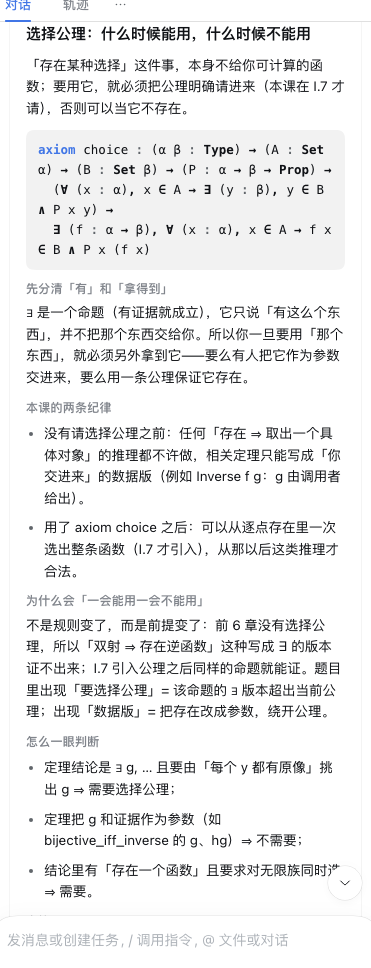 对话 轨迹 ···
选择公理：什么时候能用，什么时候不能用
「存在某种选择」这件事，本身不给你可计算的函
数；要用它，就必须把公理明确请进来（本课在 I.7 才
请），否则可以当它不存在。
axiom choice : (α β : Type) → (A : Set
α) → (B : Set β) → (P : α → β → Prop) →
(∀ (x : α), x ∈ A → ∃ (y : β), y ∈ B
∧ P x y) →
∃ (f : α → β), ∀ (x : α), x ∈ A → f x
∈ B ∧ P x (f x)
先分清「有」和「拿得到」
∃ 是一个命题（有证据就成立），它只说「有这么个东
西」，并不把那个东西交给你。所以你一旦要用「那个
东西」，就必须另外拿到它——要么有人把它作为参数
交进来，要么用一条公理保证它存在。
本课的两条纪律
• 没有请选择公理之前：任何「存在 ⇒ 取出一个具
体对象」的推理都不许做，相关定理只能写成「你
交进来」的数据版（例如 Inverse f g：g 由调用者
给出）。
• 用了 axiom choice 之后：可以从逐点存在里一次
选出整条函数（I.7 才引入），从那以后这类推理才
合法。
为什么会「一会能用一会不能用」
不是规则变了，而是前提变了：前 6 章没有选择公
理，所以「双射 ⇒ 存在逆函数」这种写成 ∃ 的版本
证不出来；I.7 引入公理之后同样的命题就能证。题目
里出现「要选择公理」= 该命题的 ∃ 版本超出当前公
理；出现「数据版」= 把存在改成参数，绕开公理。
怎么一眼判断
• 定理结论是 ∃ g, ... 且要由「每个 y 都有原像」挑
出 g ⇒ 需要选择公理；
• 定理把 g 和证据作为参数（如
bijective_iff_inverse 的 g、hg）⇒ 不需要；
• 结论里有「存在一个函数」且要求对无限族同时
⇒ 需要。
发消息或创建任务, / 调用指令, @ 文件或对话